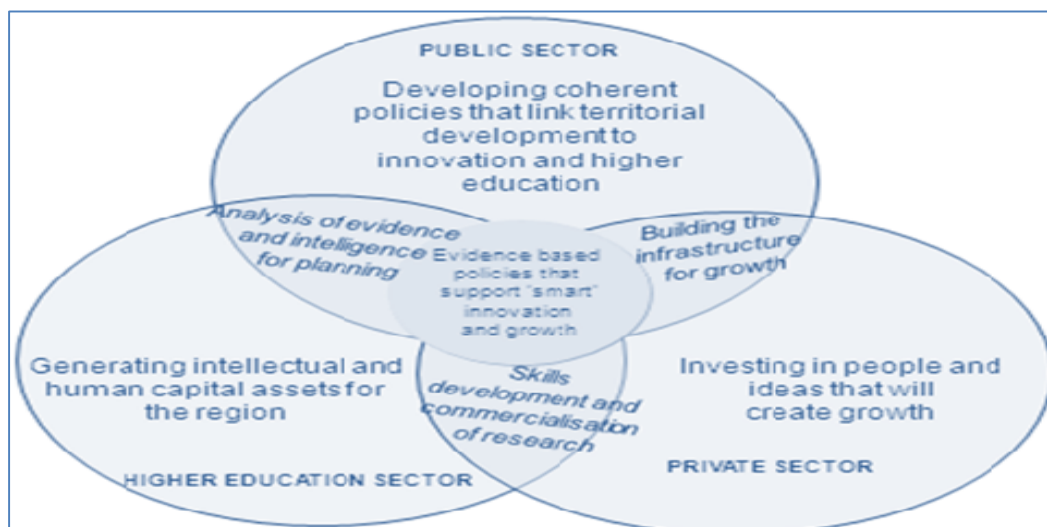 PUBLIC SECTOR
Developing coherent
policies that link territorial
development to
innovation and higher
education
Analysis of evidence
and intelligence
for planning
Building the
infrastructure
for growth
Evidence based
policies that
support "smart"
innovation
and growth
Generating intellectual and
human capital assets for
the region
Skills
development and
commercialisation
of research
Investing in people and
ideas that will
create growth
HIGHER EDUCATION SECTOR
PRIVATE SECTOR